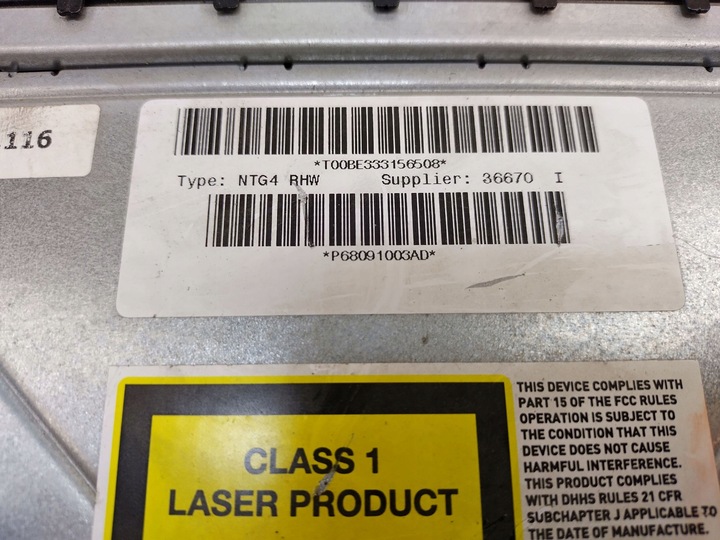 116
*T00BE333156508*
Type: NTG4 RHW Supplier: 36670 I
*P68091003AD*
CLASS 1
LASER PRODUCT
THIS DEVICE COMPLIES WITH
PART 15 OF THE FCC RULES
OPERATION IS SUBJECT TO
THE CONDITION THAT THIS
DEVICE DOES NOT CAUSE
HARMFUL INTERFERENCE.
THIS PRODUCT COMPLIES
WITH DHHS RULES 21 CFR
SUBCHAPTER J APPLICABLE TO
THE DATE OF MANUFACTURE.